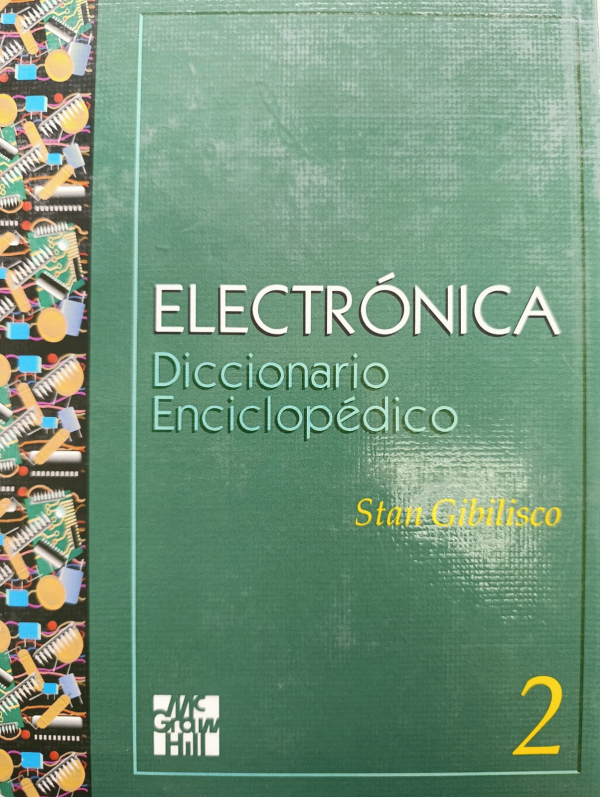 ELECTRÓNICA
Diccionario
Enciclopédico
Stan Gibilisco
Mc
Graw
Hill
2